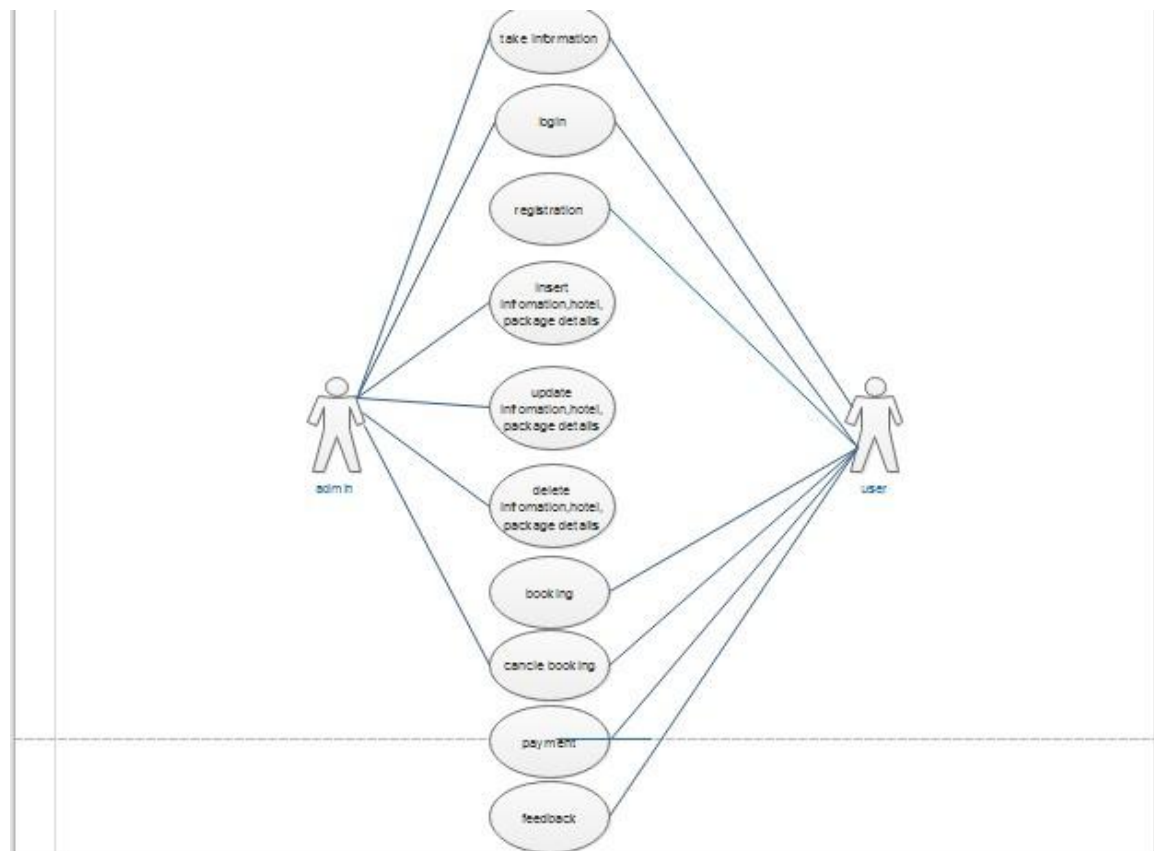 take information
login
registration
insert
infomation,hotel,
package details
update
infomation,hotel,
package details
admin
user
delete
infomation,hotel,
package details
booking
cancle booking
payment
feedback